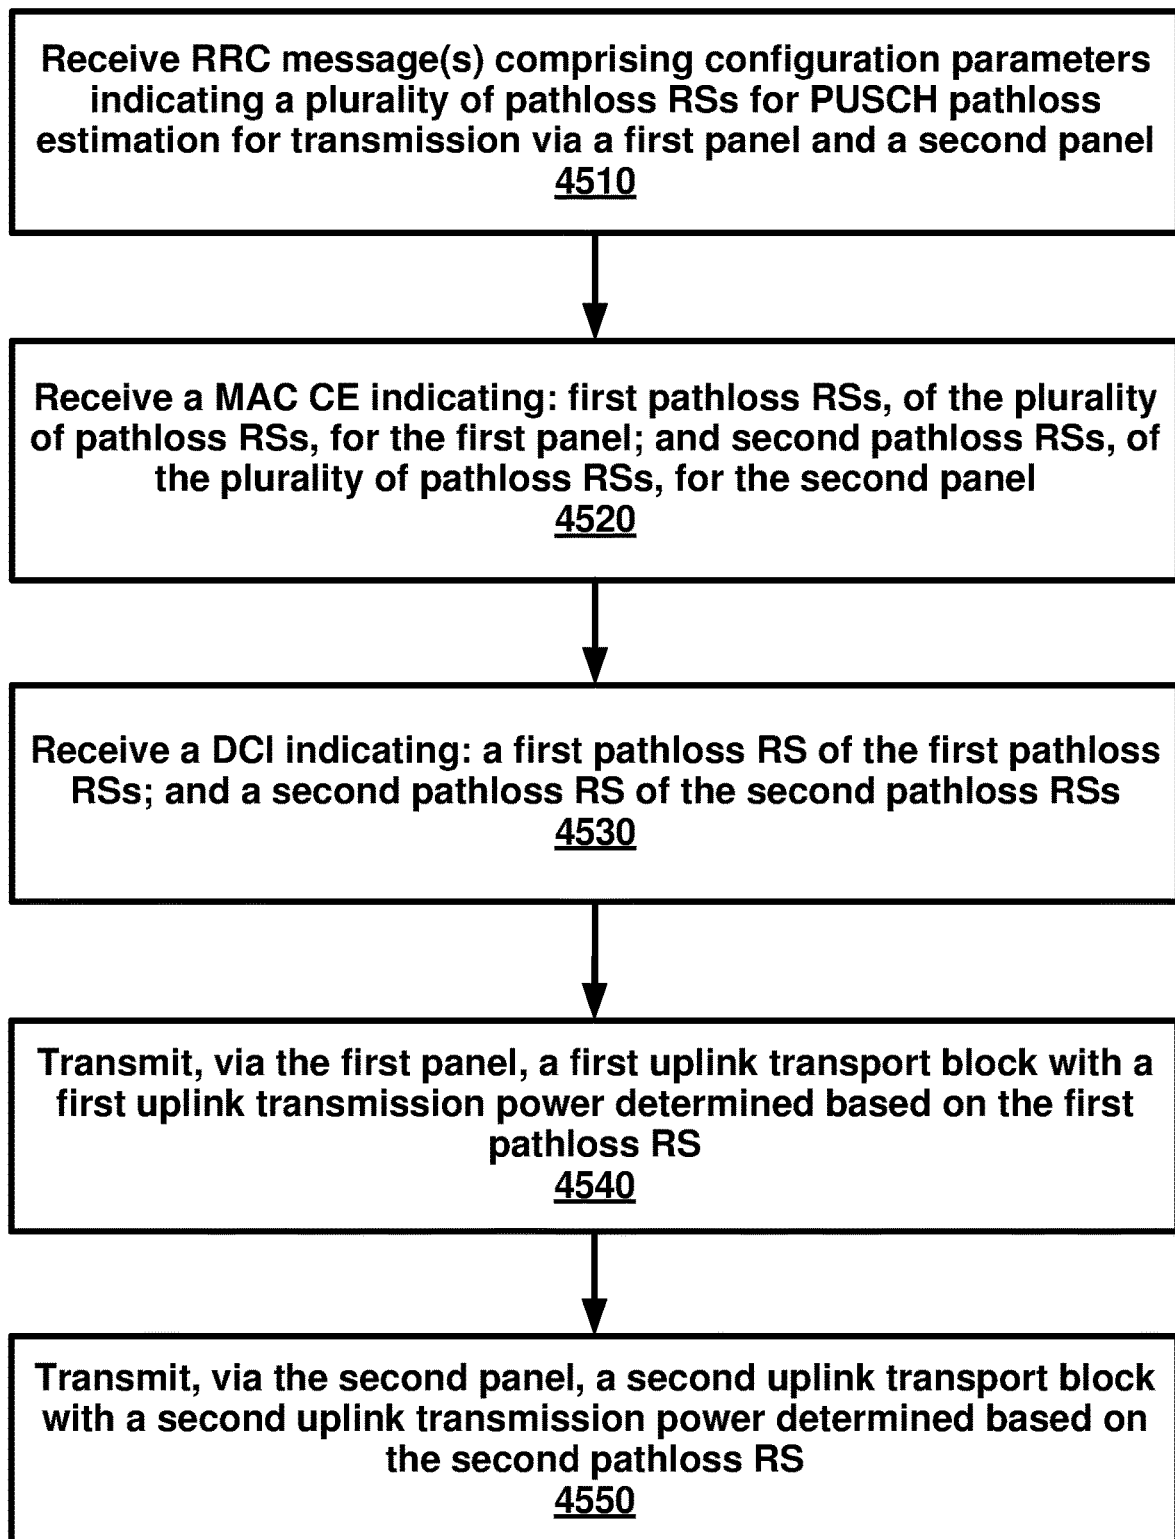 Receive RRC message(s) comprising configuration parameters
indicating a plurality of pathloss RSs for PUSCH pathloss
estimation for transmission via a first panel and a second panel
4510
Receive a MAC CE indicating: first pathloss RSs, of the plurality
of pathloss RSs, for the first panel; and second pathloss RSs, of
the plurality of pathloss RSs, for the second panel
4520
Receive a DCI indicating: a first pathloss RS of the first pathloss
RSs; and a second pathloss RS of the second pathloss RSs
4530
Transmit, via the first panel, a first uplink transport block with a
first uplink transmission power determined based on the first
pathloss RS
4540
Transmit, via the second panel, a second uplink transport block
with a second uplink transmission power determined based on
the second pathloss RS
4550